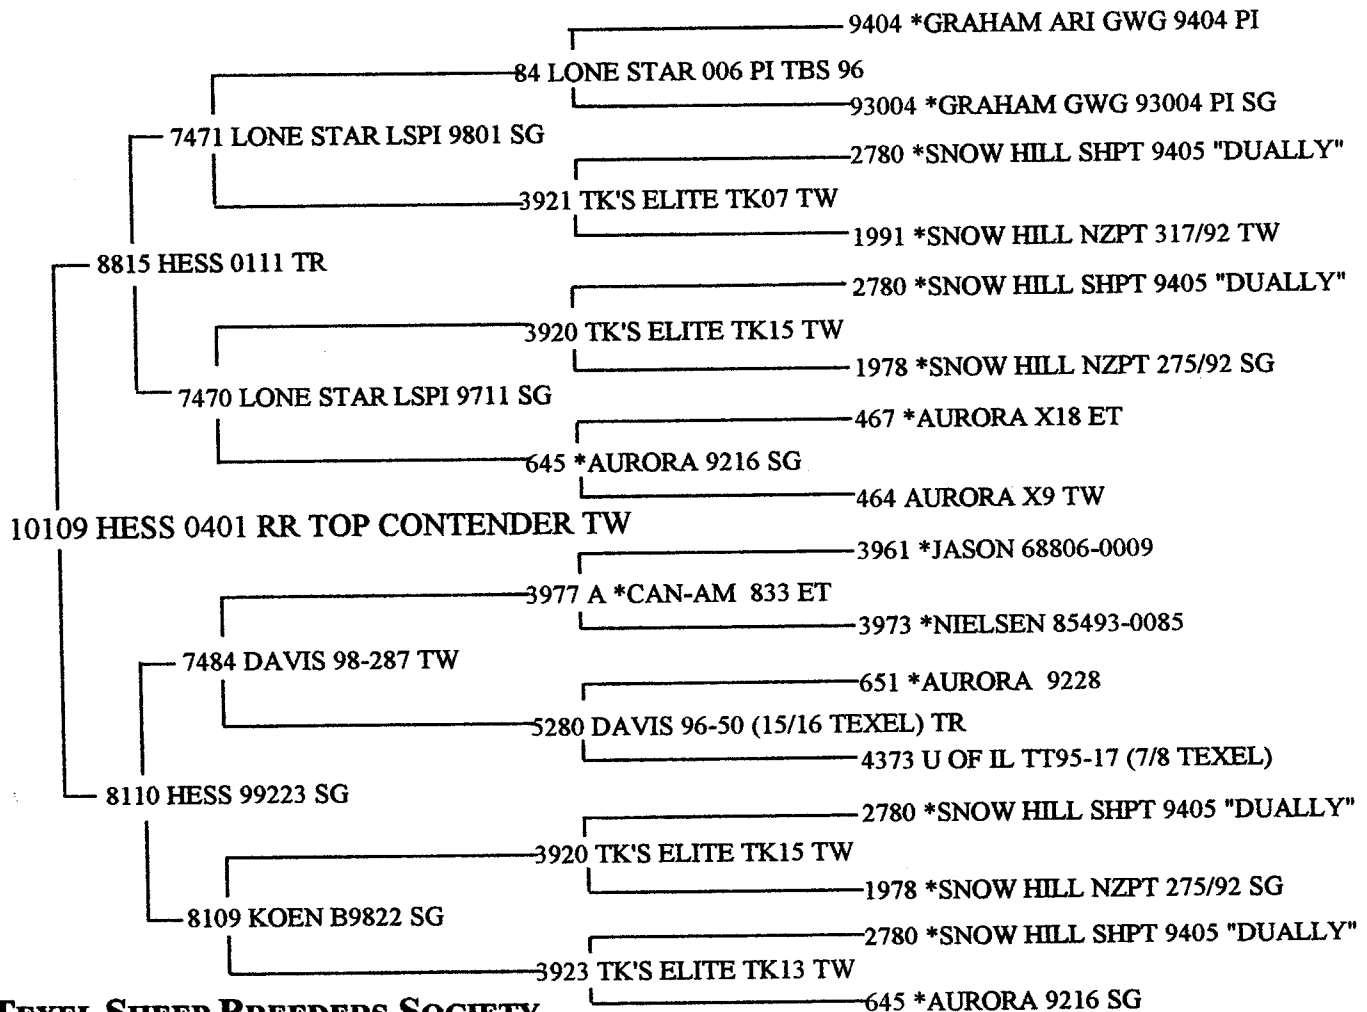 9404 *GRAHAM ARI GWG 9404 PI
84 LONE STAR 006 PI TBS 96
93004 *GRAHAM GWG 93004 PI SG
7471 LONE STAR LSPI 9801 SG
2780 *SNOW HILL SHPT 9405 "DUALLY"
3921 TK'S ELITE TK07 TW
1991 *SNOW HILL NZPT 317/92 TW
8815 HESS 0111 TR
2780 *SNOW HILL SHPT 9405 "DUALLY"
3920 TK'S ELITE TK15 TW
1978 *SNOW HILL NZPT 275/92 SG
7470 LONE STAR LSPI 9711 SG
467 *AURORA X18 ET
645 *AURORA 9216 SG
464 AURORA X9 TW
10109 HESS 0401 RR TOP CONTENDER TW
3961 *JASON 68806-0009
3977 A *CAN-AM 833 ET
3973 *NIELSEN 85493-0085
7484 DAVIS 98-287 TW
651 *AURORA 9228
5280 DAVIS 96-50 (15/16 TEXEL) TR
4373 U OF IL TT95-17 (7/8 TEXEL)
8110 HESS 99223 SG
2780 *SNOW HILL SHPT 9405 "DUALLY"
3920 TK'S ELITE TK15 TW
1978 *SNOW HILL NZPT 275/92 SG
8109 KOEN B9822 SG
2780 *SNOW HILL SHPT 9405 "DUALLY"
3923 TK'S ELITE TK13 TW
645 *AURORA 9216 SG
TEXEL SHEEP BREEDERS SOCIETY